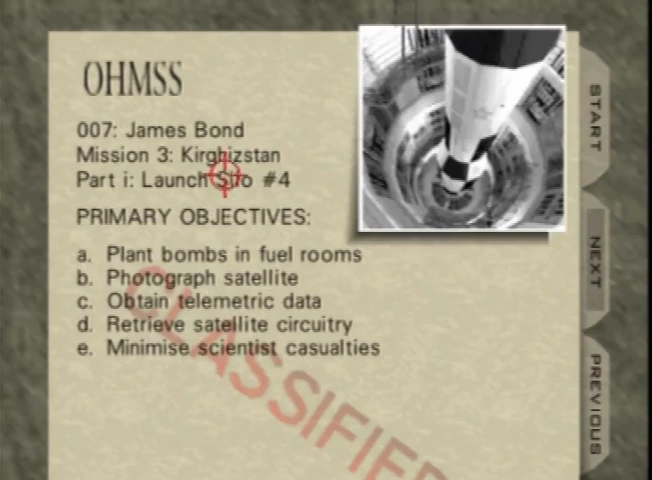 OHMSS
007: James Bond
Mission 3: Kirghizstan
Part i: Launch Silo #4
PRIMARY OBJECTIVES:
a. Plant bombs in fuel rooms
b. Photograph satellite
c. Obtain telemetric data
d. Retrieve satellite circuitry
e. Minimise scientist casualties
CLASSIFIED
START
NEXT
PREVIOUS